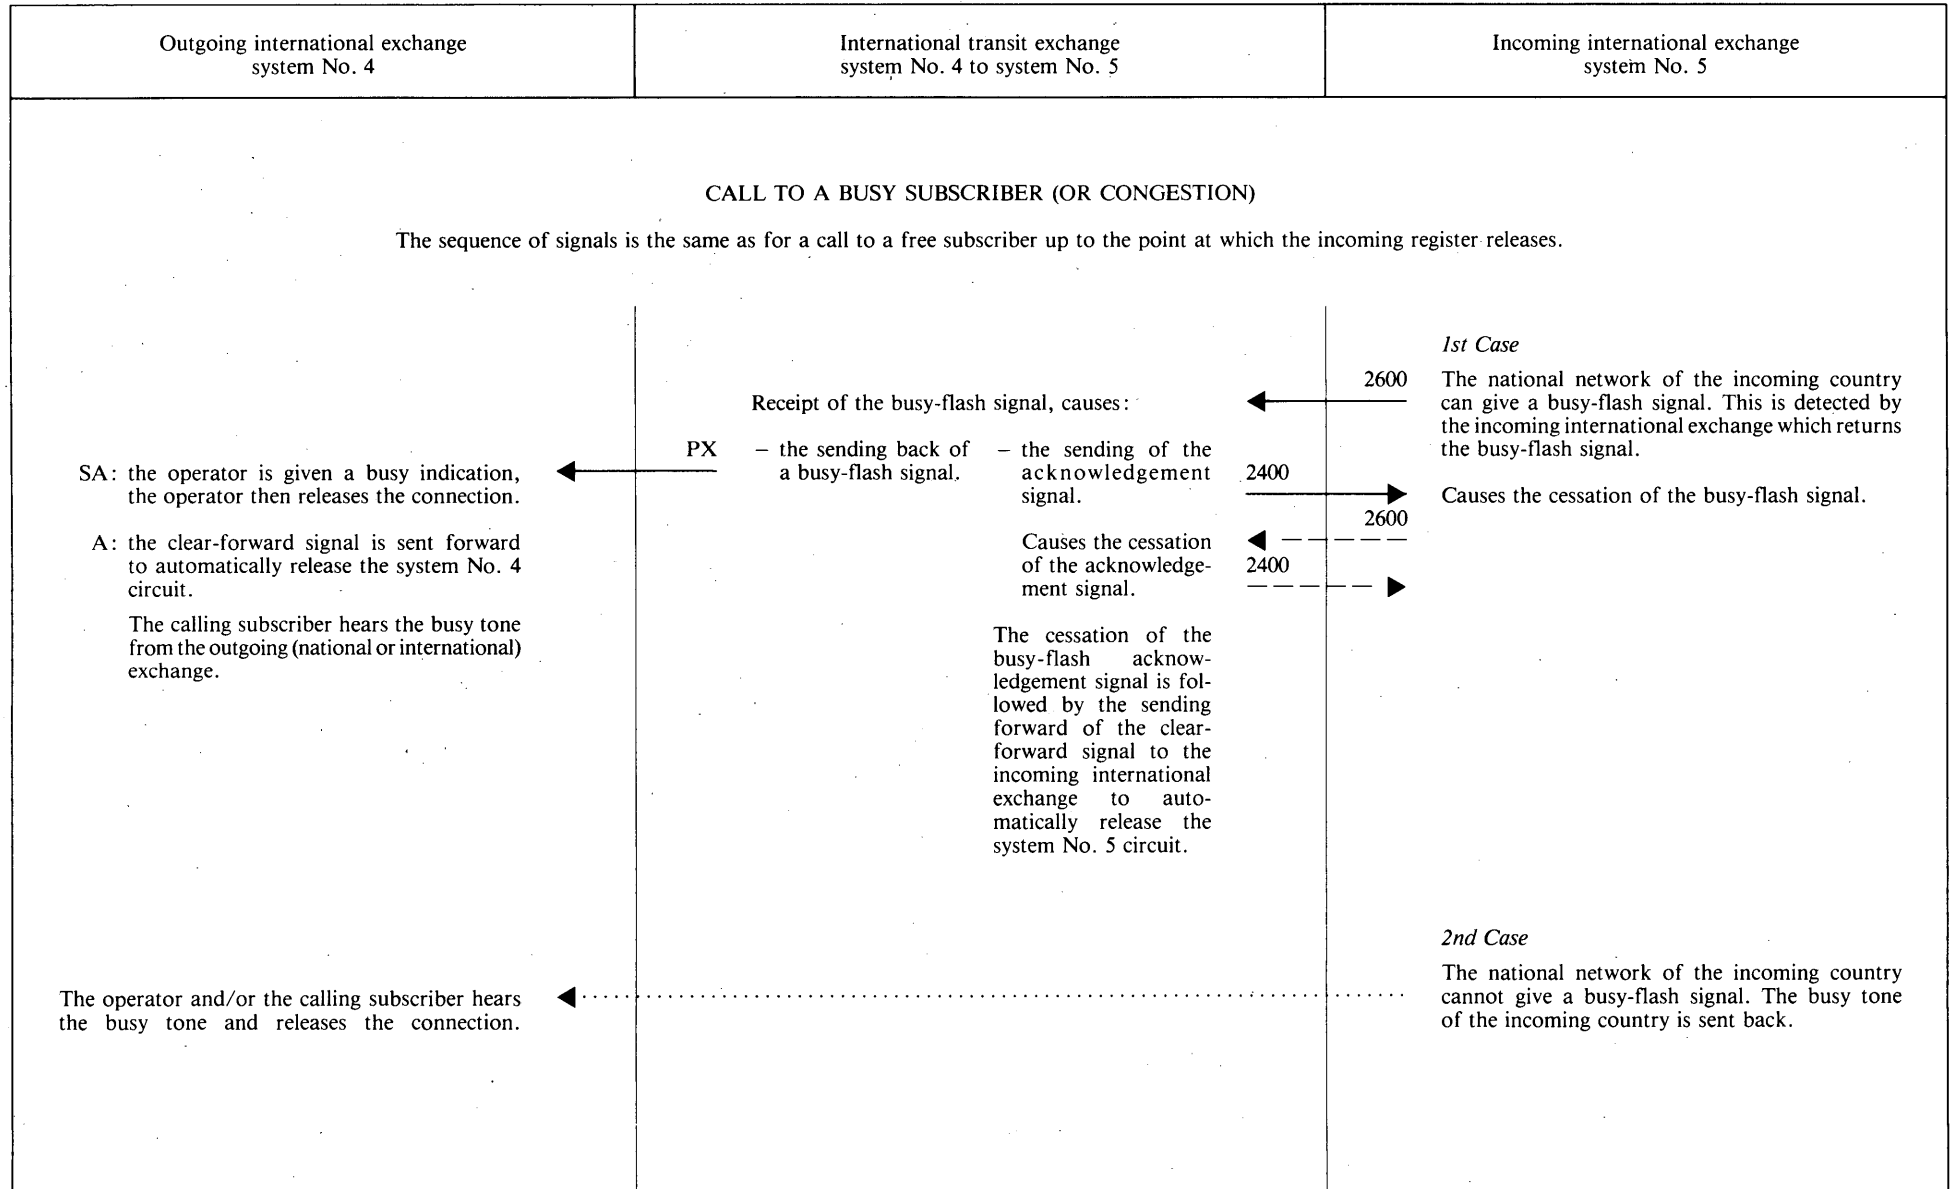 Outgoing international exchange
system No. 4
International transit exchange
system No. 4 to system No. 5
Incoming international exchange
system No. 5
CALL TO A BUSY SUBSCRIBER (OR CONGESTION)
The sequence of signals is the same as for a call to a free subscriber up to the point at which the incoming register releases.
1st Case
2600
The national network of the incoming country
can give a busy-flash signal. This is detected by
the incoming international exchange which returns
the busy-flash signal.
Receipt of the busy-flash signal, causes:
PX
– the sending back of
a busy-flash signal.
– the sending of the
acknowledgement
signal.
2400
SA: the operator is given a busy indication,
the operator then releases the connection.
Causes the cessation of the busy-flash signal.
2600
A: the clear-forward signal is sent forward
to automatically release the system No. 4
circuit.
Causes the cessation
of the acknowledge-
ment signal.
2400
The calling subscriber hears the busy tone
from the outgoing (national or international)
exchange.
The cessation of the
busy-flash acknow-
ledgement signal is fol-
lowed by the sending
forward of the clear-
forward signal to the
incoming international
exchange to auto-
matically release the
system No. 5 circuit.
2nd Case
The national network of the incoming country
cannot give a busy-flash signal. The busy tone
of the incoming country is sent back.
The operator and/or the calling subscriber hears
the busy tone and releases the connection.